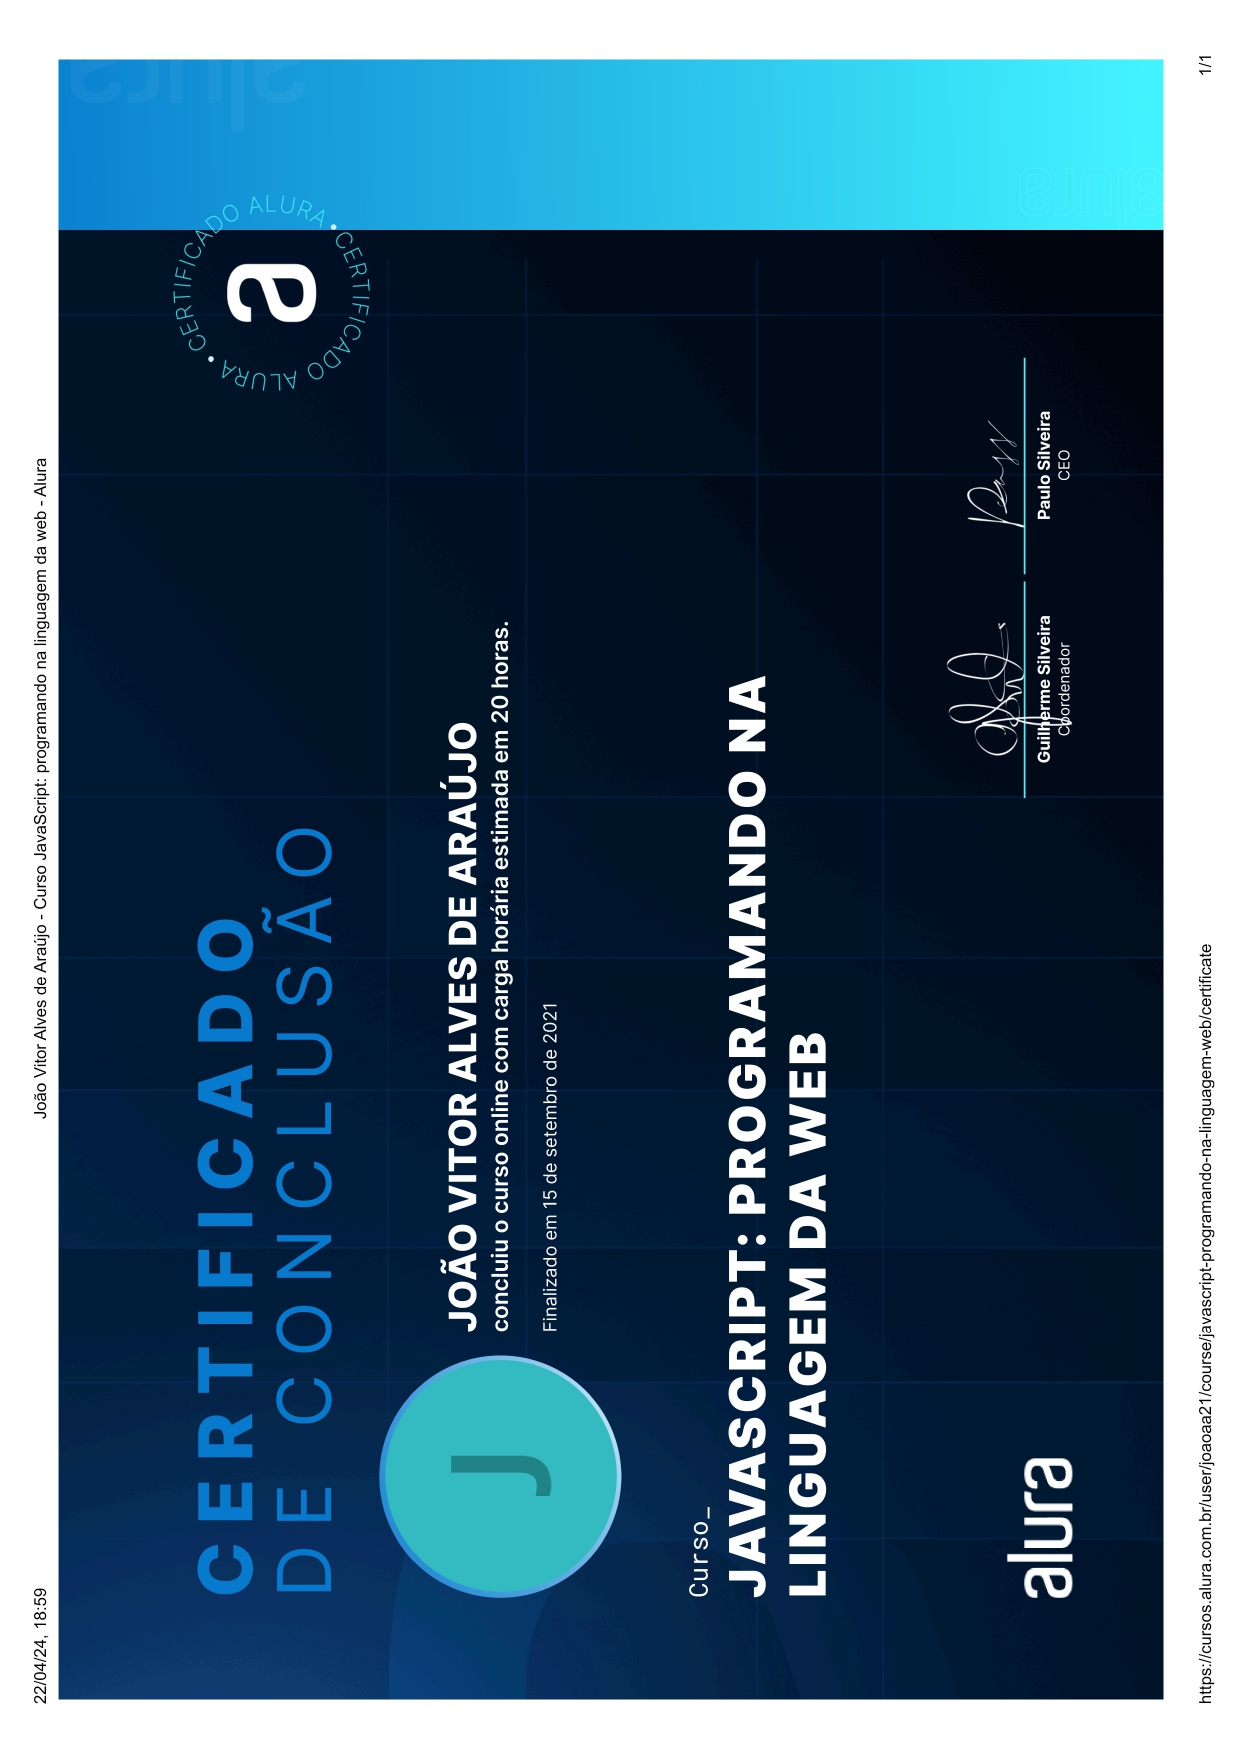 22/04/24, 18:59
João Vitor Alves de Araújo - Curso JavaScript: programando na linguagem da web - Alura
alura
CERTIFICADO ALURA • CERTIFICADO ALURA •
a
CERTIFICADO
DE CONCLUSÃO
J
JOÃO VITOR ALVES DE ARAÚJO
concluiu o curso online com carga horária estimada em 20 horas.
Finalizado em 15 de setembro de 2021
Curso_
JAVASCRIPT: PROGRAMANDO NA
LINGUAGEM DA WEB
alura
Guilherme Silveira
Coordenador
Paulo Silveira
CEO
alura
https://cursos.alura.com.br/user/joaoaa21/course/javascript-programando-na-linguagem-web/certificate
1/1